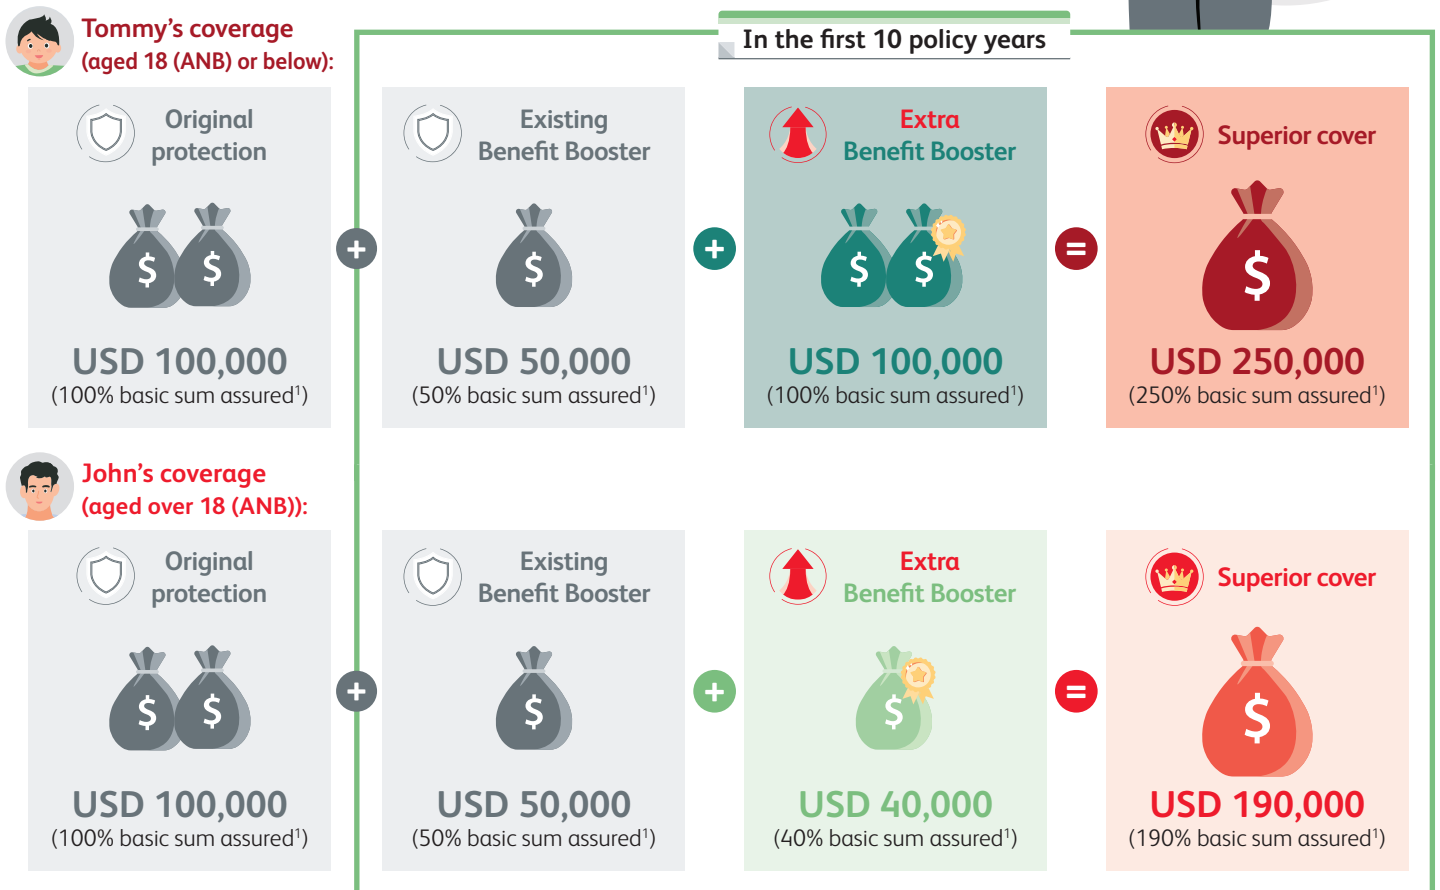 Tommy’s coverage
(aged 18 (ANB) or below):
In the first 10 policy years
Original
protection
$ $
USD 100,000
(100% basic sum assured¹)
+
Existing
Benefit Booster
$
USD 50,000
(50% basic sum assured¹)
+
Extra
Benefit Booster
$ $
USD 100,000
(100% basic sum assured¹)
=
Superior cover
$
USD 250,000
(250% basic sum assured¹)
John’s coverage
(aged over 18 (ANB)):
Original
protection
$ $
USD 100,000
(100% basic sum assured¹)
+
Existing
Benefit Booster
$
USD 50,000
(50% basic sum assured¹)
+
Extra
Benefit Booster
$
USD 40,000
(40% basic sum assured¹)
=
Superior cover
$
USD 190,000
(190% basic sum assured¹)